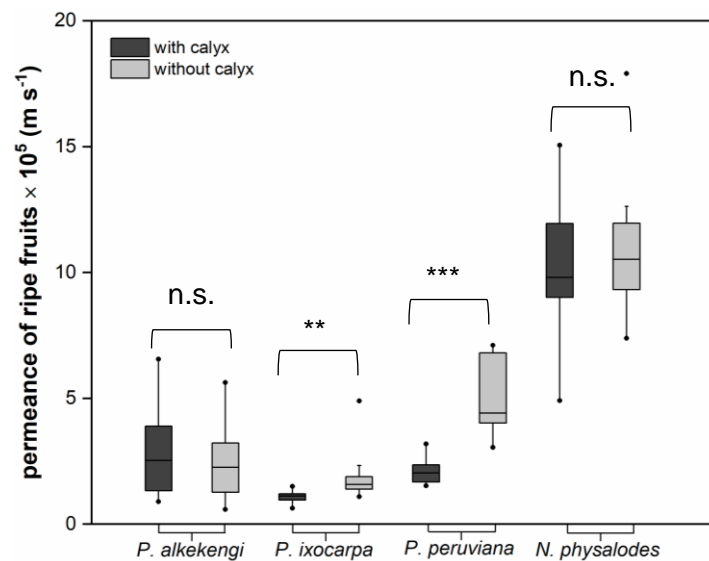 permeance of ripe fruits × 10⁵ (m s⁻¹)
20
15
10
5
0
with calyx
without calyx
n.s.
**
***
n.s.
P. alkekengi
P. ixocarpa
P. peruviana
N. physalodes